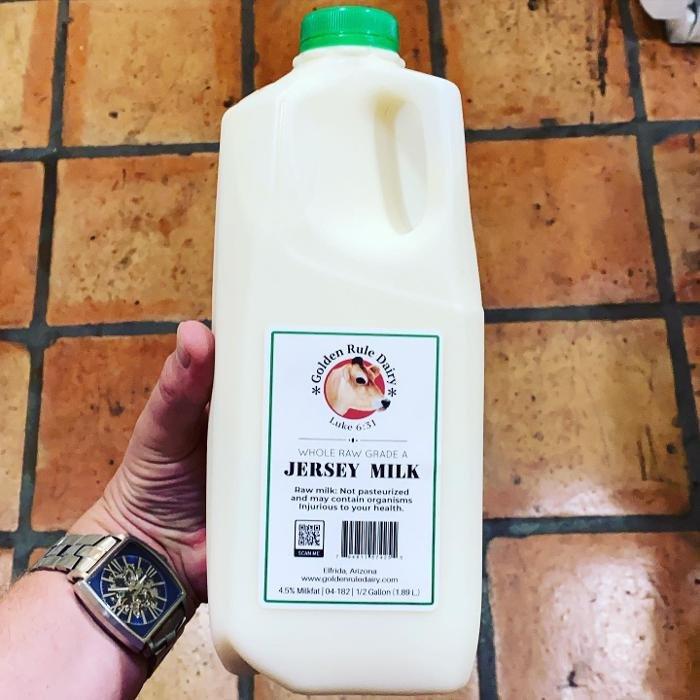 * Golden Rule Dairy *
Luke 6:31
WHOLE RAW GRADE A
JERSEY MILK
Raw milk: Not pasteurized
and may contain organisms
Injurious to your health.
SCAN ME
Elfrida, Arizona
www.goldenruledairy.com
4.5% Milkfat | 04-182 | 1/2 Gallon (1.89 L.)